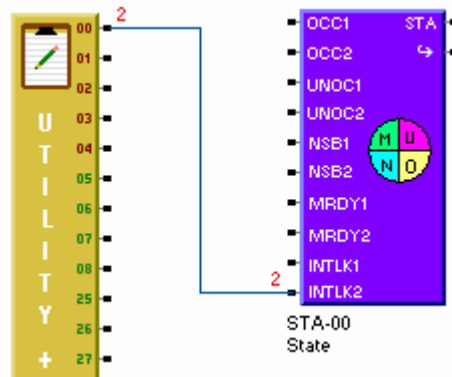 2
00
01
02
03
04
05
06
07
08
25
26
27
UTILITY +
OCC1 STA
OCC2
UNOC1
UNOC2
NSB1
NSB2
MRDY1
MRDY2
INTLK1
INTLK2
M U
N O
2
STA-00
State